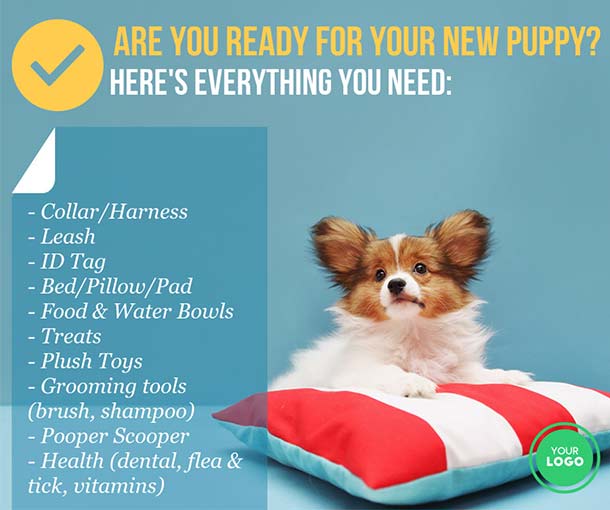 ARE YOU READY FOR YOUR NEW PUPPY?
HERE'S EVERYTHING YOU NEED:
- Collar/Harness
- Leash
- ID Tag
- Bed/Pillow/Pad
- Food & Water Bowls
- Treats
- Plush Toys
- Grooming tools
(brush, shampoo)
- Pooper Scooper
- Health (dental, flea &
tick, vitamins)
YOUR
LOGO